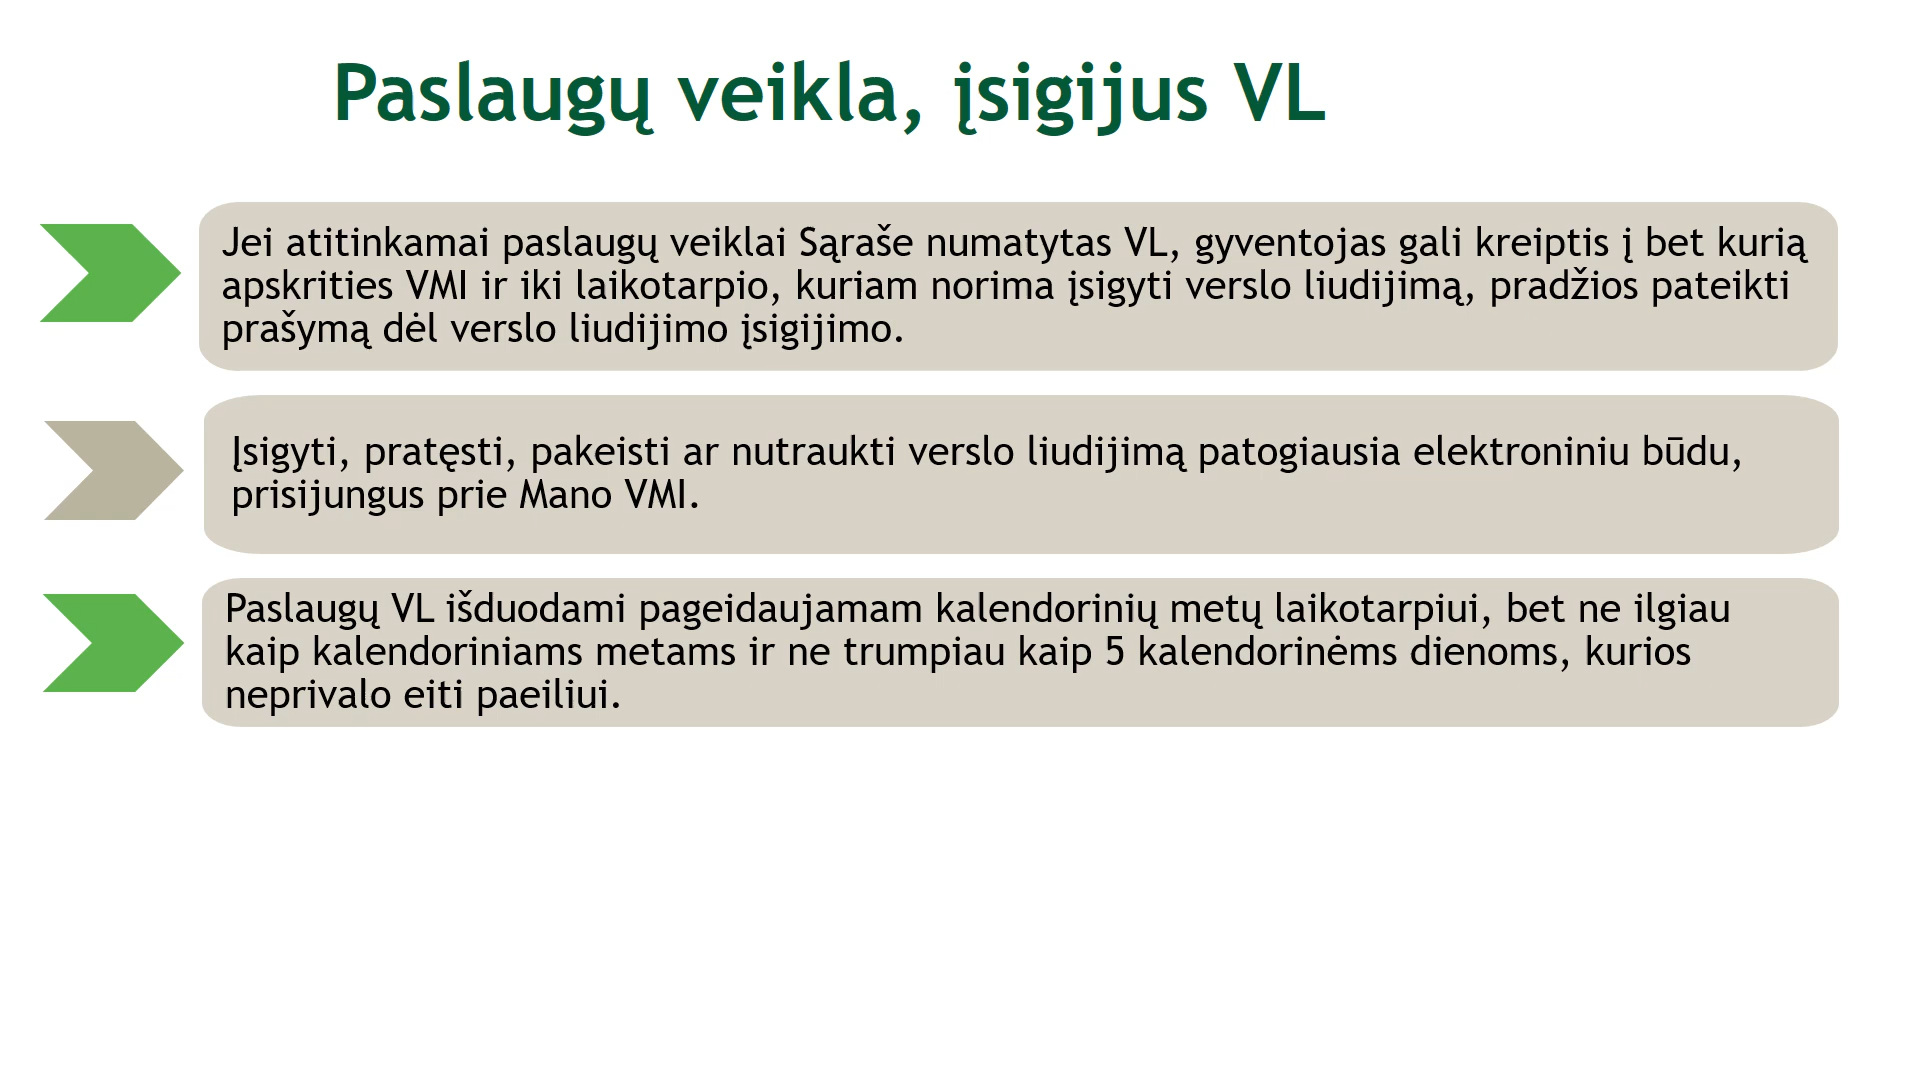 Paslaugų veikla, įsigijus VL
Jei atitinkamai paslaugų veiklai Sąraše numatytas VL, gyventojas gali kreiptis į bet kurią
apskrities VMI ir iki laikotarpio, kuriam norima įsigyti verslo liudijimą, pradžios pateikti
prašymą dėl verslo liudijimo įsigijimo.
Įsigyti, pratęsti, pakeisti ar nutraukti verslo liudijimą patogiausia elektroniniu būdu,
prisijungus prie Mano VMI.
Paslaugų VL išduodami pageidaujamam kalendorinių metų laikotarpiui, bet ne ilgiau
kaip kalendoriniams metams ir ne trumpiau kaip 5 kalendorinėms dienoms, kurios
neprivalo eiti paeiliui.